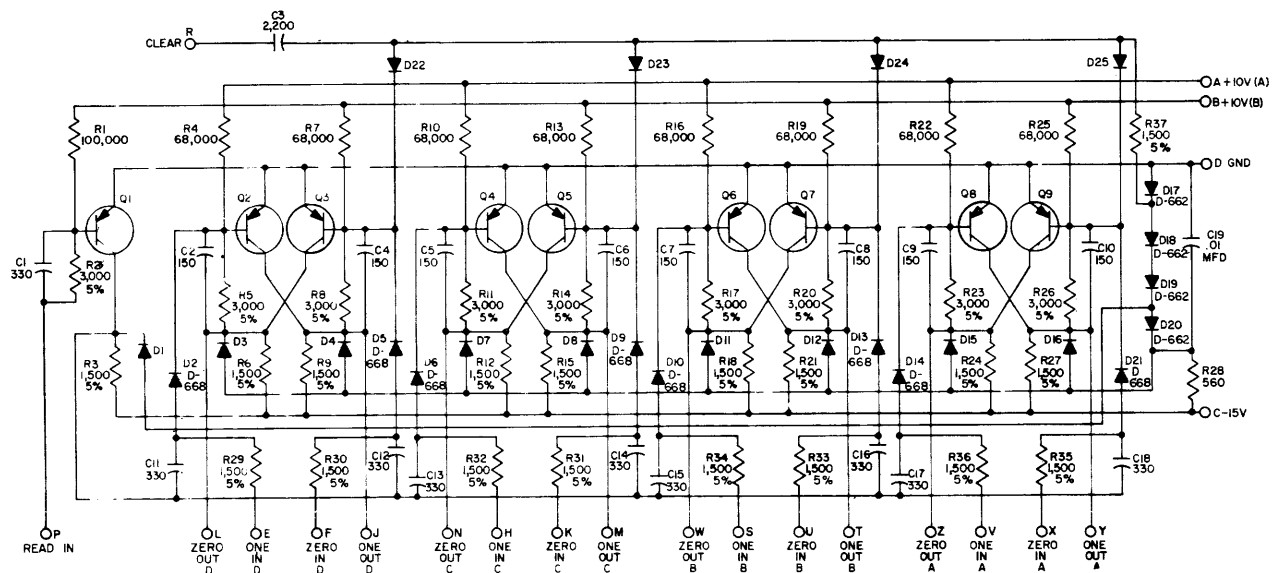 C3
2,200
R
CLEAR
D22
D23
D24
D25
A+10V(A)
B+10V(B)
R1
100,000
R4
68,000
R7
68,000
R10
68,000
R13
68,000
R16
68,000
R19
68,000
R22
68,000
R25
68,000
R37
1,500
5%
D GND
Q1
Q2
Q3
Q4
Q5
Q6
Q7
Q8
Q9
D17
D-662
D18
D-662
D19
D-662
D20
D-662
C19
.01
MFD
C1
330
R2
3,000
5%
C2
150
C4
150
C5
150
C6
150
C7
150
C8
150
C9
150
C10
150
R5
3,000
5%
R8
3,000
5%
R11
3,000
5%
R14
3,000
5%
R17
3,000
5%
R20
3,000
5%
R23
3,000
5%
R26
3,000
5%
R3
1,500
5%
D1
D2
D-
668
D3
R6
1,500
5%
R9
1,500
5%
D4
D5
D-
668
D6
D-
668
D7
R12
1,500
5%
R15
1,500
5%
D8
D9
D-
668
D10
D-
668
D11
R18
1,500
5%
R21
1,500
5%
D12
D13
D-
668
D14
D-
668
D15
R24
1,500
5%
R27
1,500
5%
D16
D21
D-
668
R28
560
C-15V
C11
330
R29
1,500
5%
R30
1,500
5%
C12
330
C13
330
R32
1,500
5%
R31
1,500
5%
C14
330
C15
330
R34
1,500
5%
R33
1,500
5%
C16
330
C17
330
R36
1,500
5%
R35
1,500
5%
C18
330
P
READ IN
L
ZERO
OUT
D
E
ONE
IN
D
F
ZERO
IN
D
J
ONE
OUT
D
N
ZERO
OUT
C
H
ONE
IN
C
K
ZERO
IN
C
M
ONE
OUT
C
W
ZERO
OUT
B
S
ONE
IN
B
U
ZERO
IN
B
T
ONE
OUT
B
Z
ZERO
OUT
A
V
ONE
IN
A
X
ZERO
IN
A
Y
ONE
OUT
A